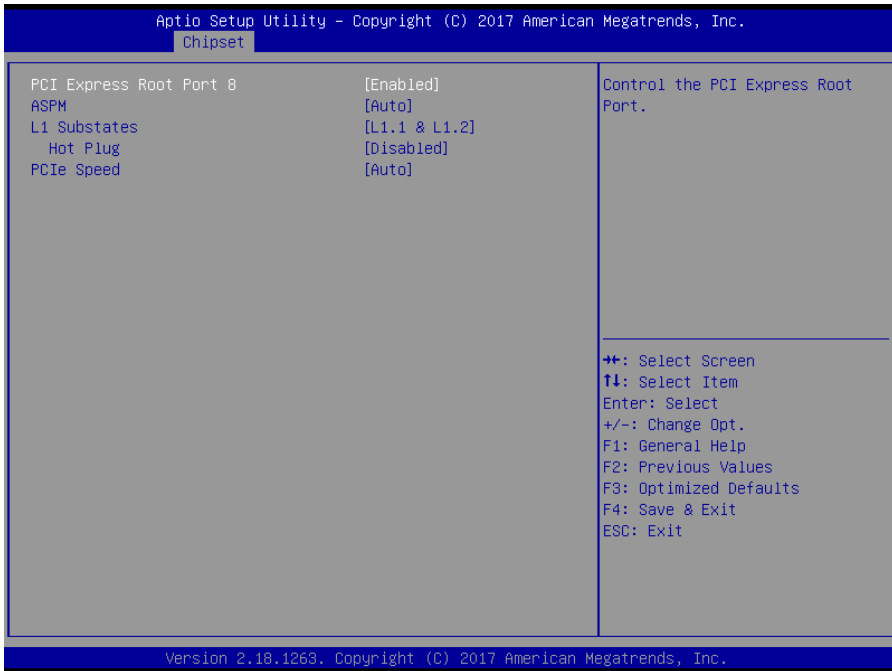 Aptio Setup Utility – Copyright (C) 2017 American Megatrends, Inc.
Chipset
PCI Express Root Port 8 [Enabled]
ASPM [Auto]
L1 Substates [L1.1 & L1.2]
Hot Plug [Disabled]
PCIe Speed [Auto]
Control the PCI Express Root
Port.
→←: Select Screen
↑↓: Select Item
Enter: Select
+/-: Change Opt.
F1: General Help
F2: Previous Values
F3: Optimized Defaults
F4: Save & Exit
ESC: Exit
Version 2.18.1263. Copyright (C) 2017 American Megatrends, Inc.